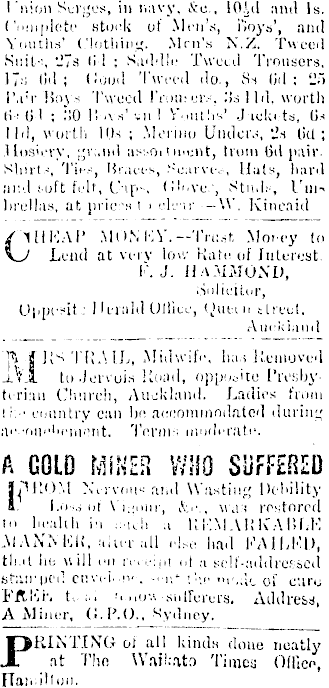 Union Serges, in navy, &c., 10½d and 1s.
Complete stock of Men's, Boys', and
Youths' Clothing. Men's N.Z. Tweed
Suits, 27s 6d; Saddle Tweed Trousers,
17s 6d; Good Tweed do., 8s 6d; 25
Pair Boys Tweed Trousers, 3s 11d, worth
6s 6d; 30 Boys' and Youths' Jackets, 6s
11d, worth 10s; Merino Unders, 2s 6d;
Hosiery, grand assortment, from 6d pair.
Shirts, Ties, Braces, Scarves, Hats, hard
and soft felt, Caps, Gloves, Studs, Um-
brellas, at prices to clear—W. Kincaid
CHEAP MONEY.—Trust Money to
Lend at very low Rate of Interest.
F. J. HAMMOND,
Solicitor,
Opposite Herald Office, Queen street,
Auckland
MRS TRAIL, Midwife, has Removed
to Jervois Road, opposite Presby-
terian Church, Auckland. Ladies from
the country can be accommodated during
accouchement. Terms moderate.
A GOLD MINER WHO SUFFERED
FROM Nervous and Wasting Debility
Loss of Vigour, &c., was restored
to health in such a REMARKABLE
MANNER, after all else had FAILED,
that he will on receipt of a self-addressed
stamped envelope, sent the mode of cure
FREE to all fellow-sufferers. Address,
A Miner, G.P.O., Sydney.
PRINTING of all kinds done neatly
at The Waikato Times Office,
Hamilton.